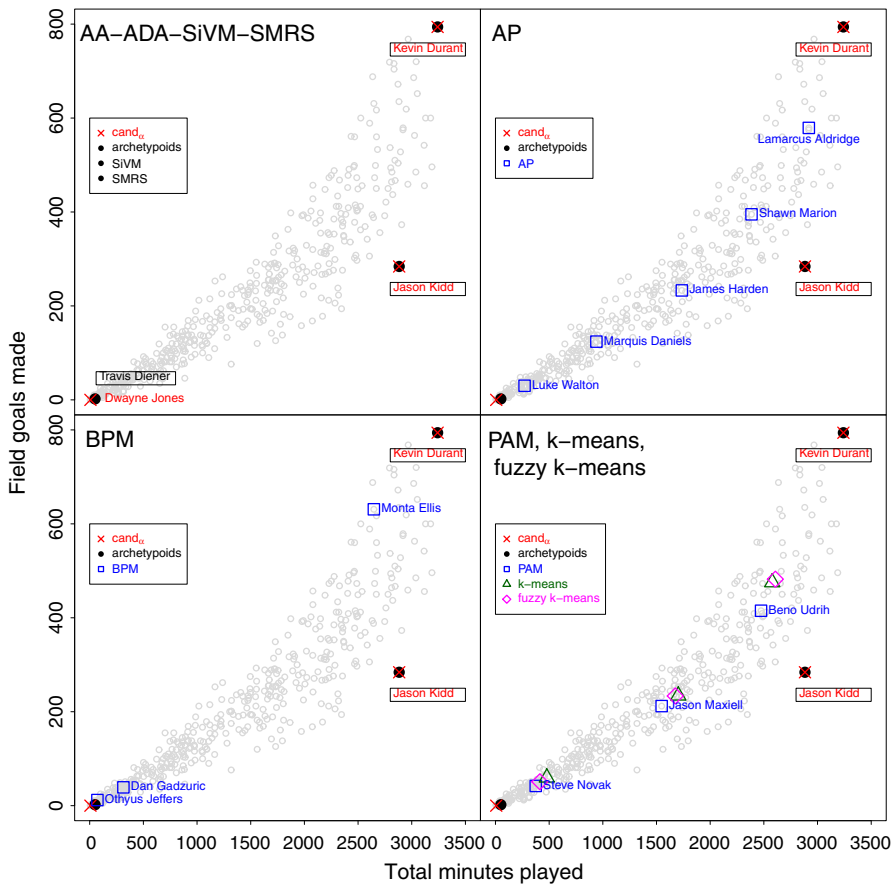 AA−ADA−SiVM−SMRS
Kevin Durant
candα
archetypoids
SiVM
SMRS
Jason Kidd
Travis Diener
Dwayne Jones
AP
Kevin Durant
Lamarcus Aldridge
candα
archetypoids
AP
Shawn Marion
Jason Kidd
James Harden
Marquis Daniels
Luke Walton
800
600
400
200
0
BPM
Kevin Durant
Monta Ellis
candα
archetypoids
BPM
Jason Kidd
Dan Gadzuric
Othyus Jeffers
PAM, k−means,
fuzzy k−means
Kevin Durant
candα
archetypoids
PAM
k−means
fuzzy k−means
Beno Udrih
Jason Kidd
Jason Maxiell
Steve Novak
800
600
400
200
0
0 500 1000 1500 2000 2500 3000 3500
0 500 1000 1500 2000 2500 3000 3500
Field goals made
Total minutes played